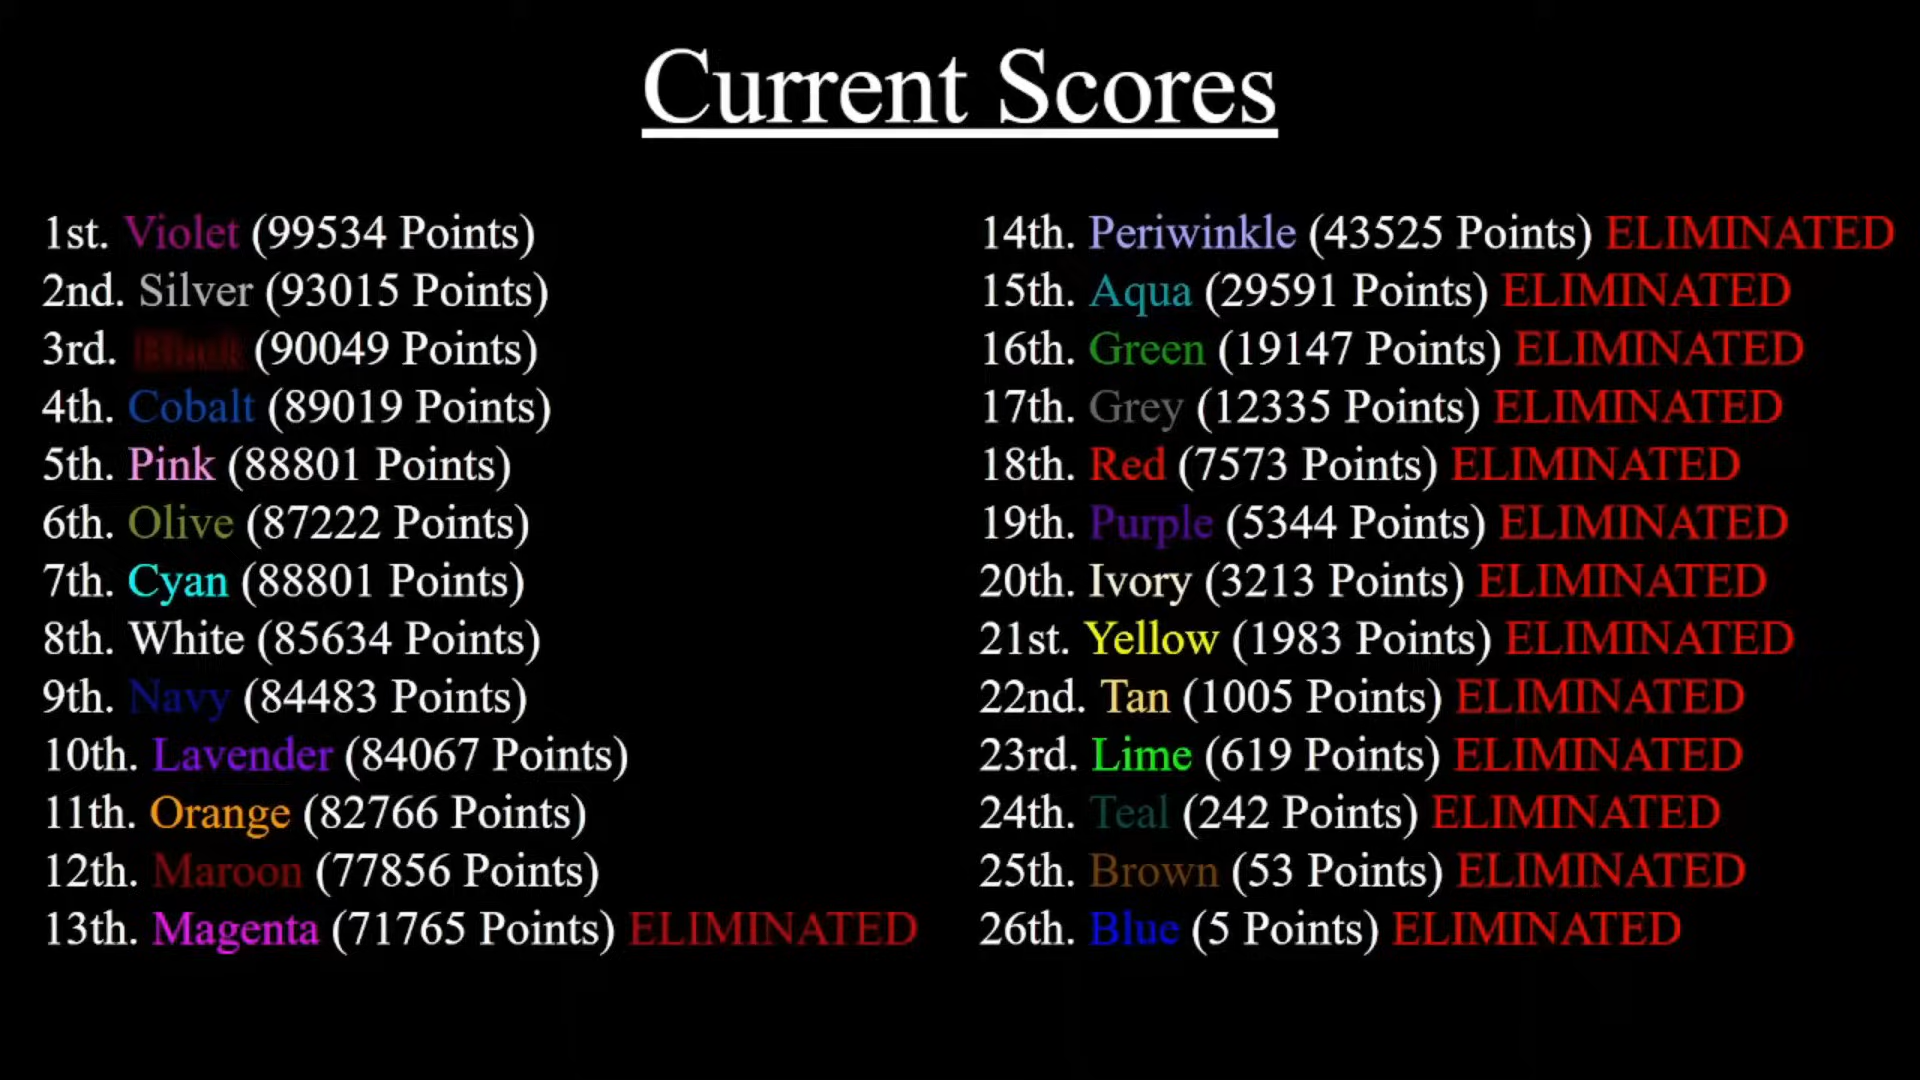 Current Scores
1st. Violet (99534 Points)
2nd. Silver (93015 Points)
3rd. Black (90049 Points)
4th. Cobalt (89019 Points)
5th. Pink (88801 Points)
6th. Olive (87222 Points)
7th. Cyan (88801 Points)
8th. White (85634 Points)
9th. Navy (84483 Points)
10th. Lavender (84067 Points)
11th. Orange (82766 Points)
12th. Maroon (77856 Points)
13th. Magenta (71765 Points) ELIMINATED
14th. Periwinkle (43525 Points) ELIMINATED
15th. Aqua (29591 Points) ELIMINATED
16th. Green (19147 Points) ELIMINATED
17th. Grey (12335 Points) ELIMINATED
18th. Red (7573 Points) ELIMINATED
19th. Purple (5344 Points) ELIMINATED
20th. Ivory (3213 Points) ELIMINATED
21st. Yellow (1983 Points) ELIMINATED
22nd. Tan (1005 Points) ELIMINATED
23rd. Lime (619 Points) ELIMINATED
24th. Teal (242 Points) ELIMINATED
25th. Brown (53 Points) ELIMINATED
26th. Blue (5 Points) ELIMINATED